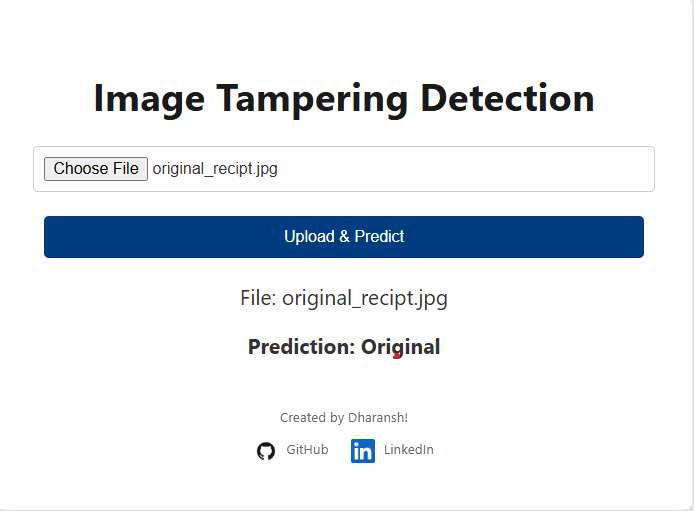 Image Tampering Detection
Choose File original_recipt.jpg
Upload & Predict
File: original_recipt.jpg
Prediction: Original
Created by Dharansh!
GitHub LinkedIn